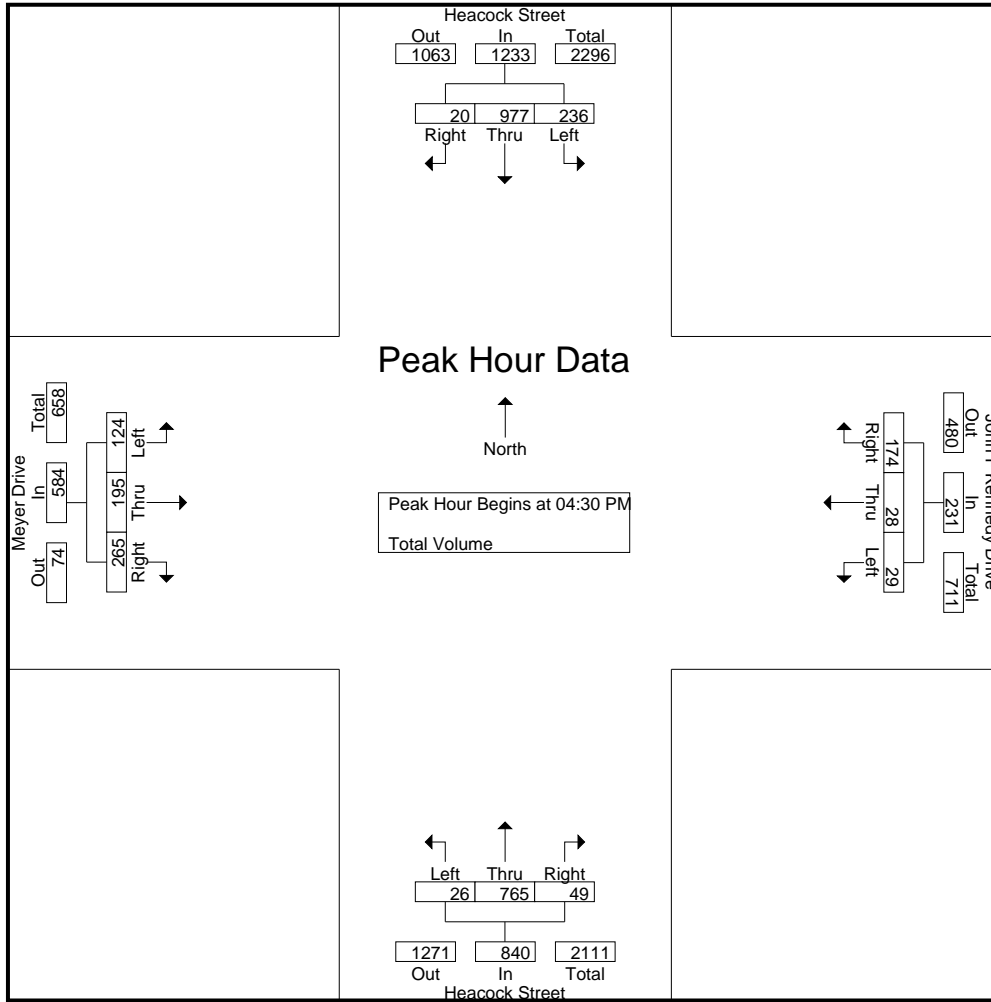 Heacock Street
Out In Total
1063 1233 2296
20 977 236
Right Thru Left
Peak Hour Data
North
Peak Hour Begins at 04:30 PM
Total Volume
Meyer Drive
Total In Out
658 584 74
124 195 265
Left Thru Right
John F Kennedy Drive
Out In Total
480 231 711
174 28 29
Right Thru Left
Left Thru Right
26 765 49
1271 840 2111
Out In Total
Heacock Street